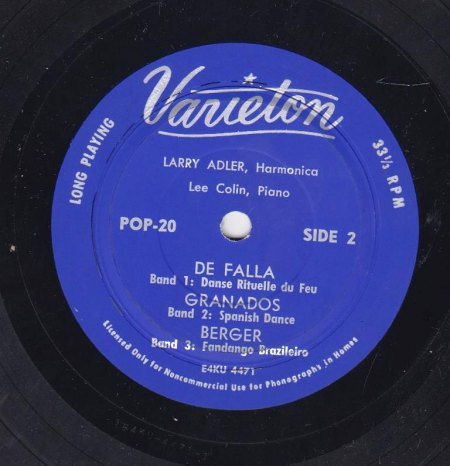 Varieton
LONG PLAYING
33⅓ RPM
LARRY ADLER, Harmonica
Lee Colin, Piano
POP-20
SIDE 2
DE FALLA
Band 1: Danse Rituelle du Feu
GRANADOS
Band 2: Spanish Dance
BERGER
Band 3: Fandango Brazileiro
E4KU 4471
Licensed Only for Noncommercial Use for Phonographs in Homes